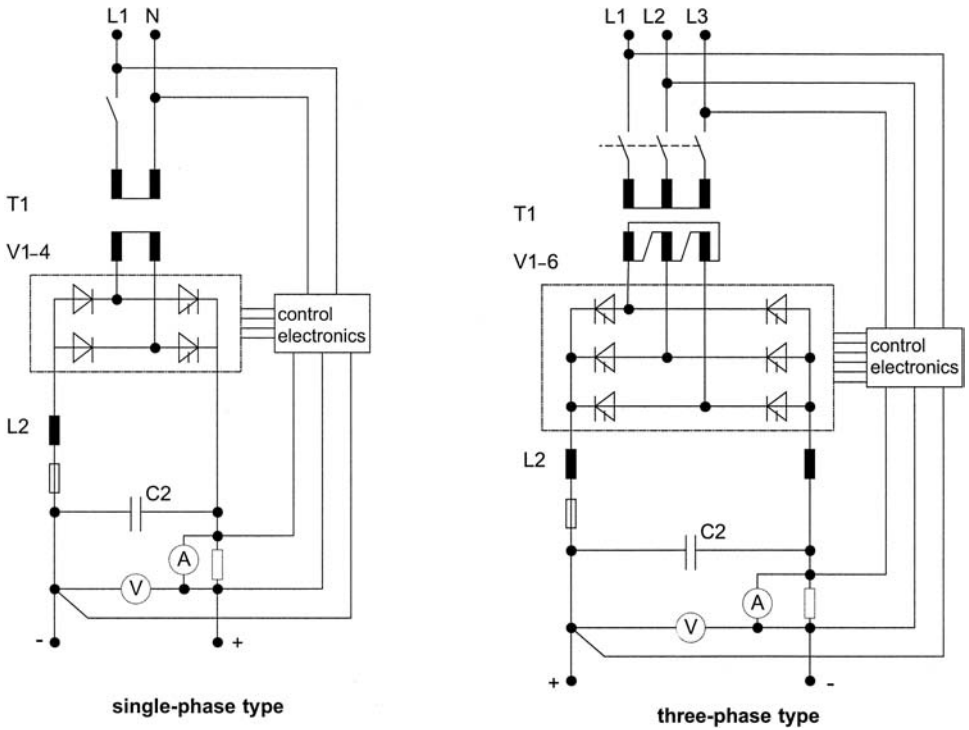 L1 N
T1
V1-4
control
electronics
L2
C2
A
V
- +
single-phase type
L1 L2 L3
T1
V1-6
control
electronics
L2
C2
A
V
+ -
three-phase type